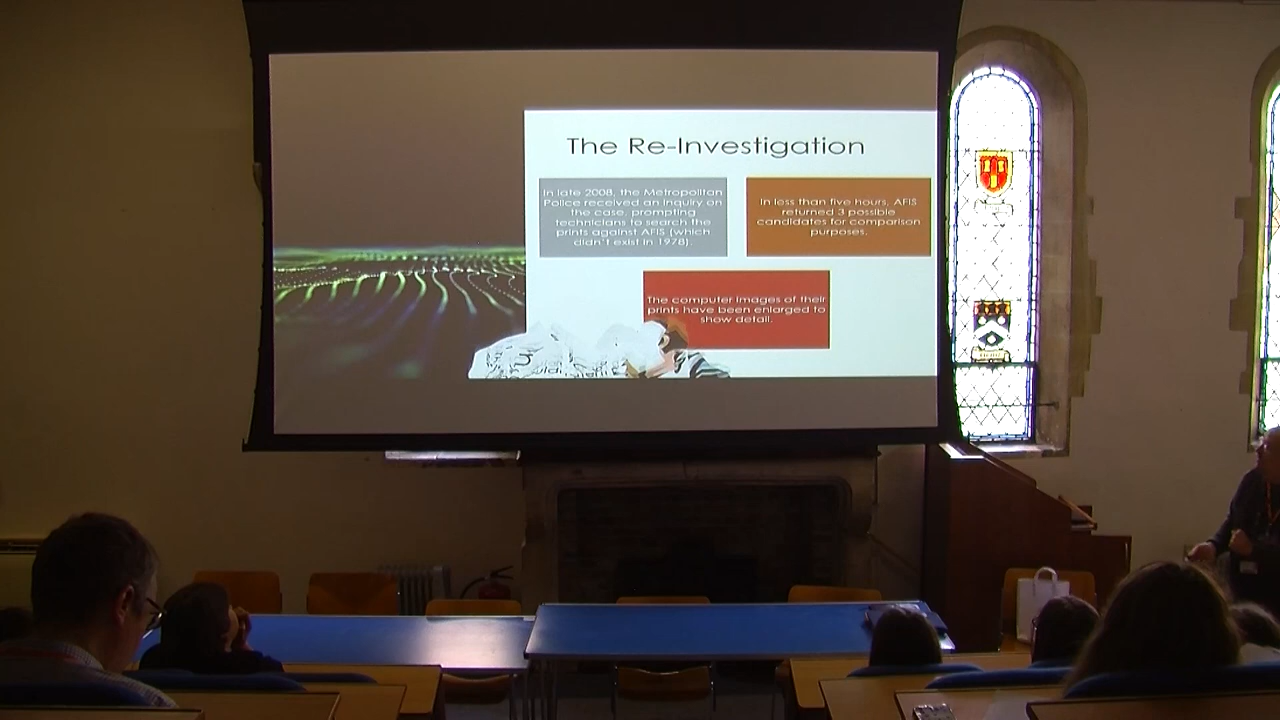 The Re-Investigation
In late 2008, the Metropolitan
Police received an inquiry on
the case, prompting
technicians to search the
prints against AFIS (which
didn't exist in 1978).
In less than five hours, AFIS
returned 3 possible
candidates for comparison
purposes.
The computer images of their
prints have been enlarged to
show detail.